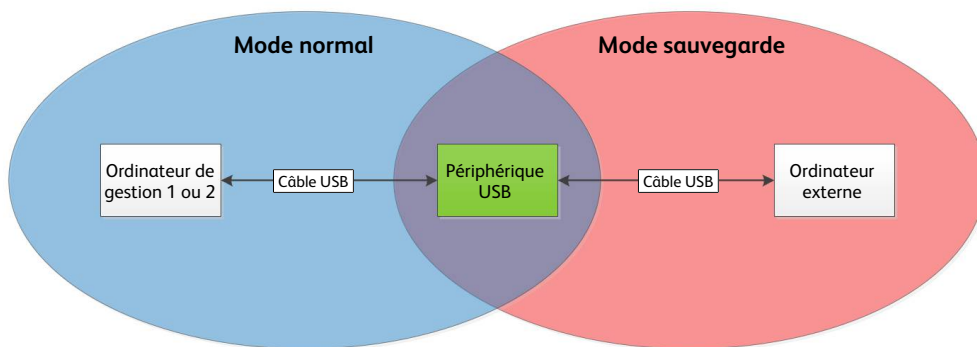 Mode normal
Mode sauvegarde
Ordinateur de
gestion 1 ou 2
Câble USB
Périphérique
USB
Câble USB
Ordinateur
externe